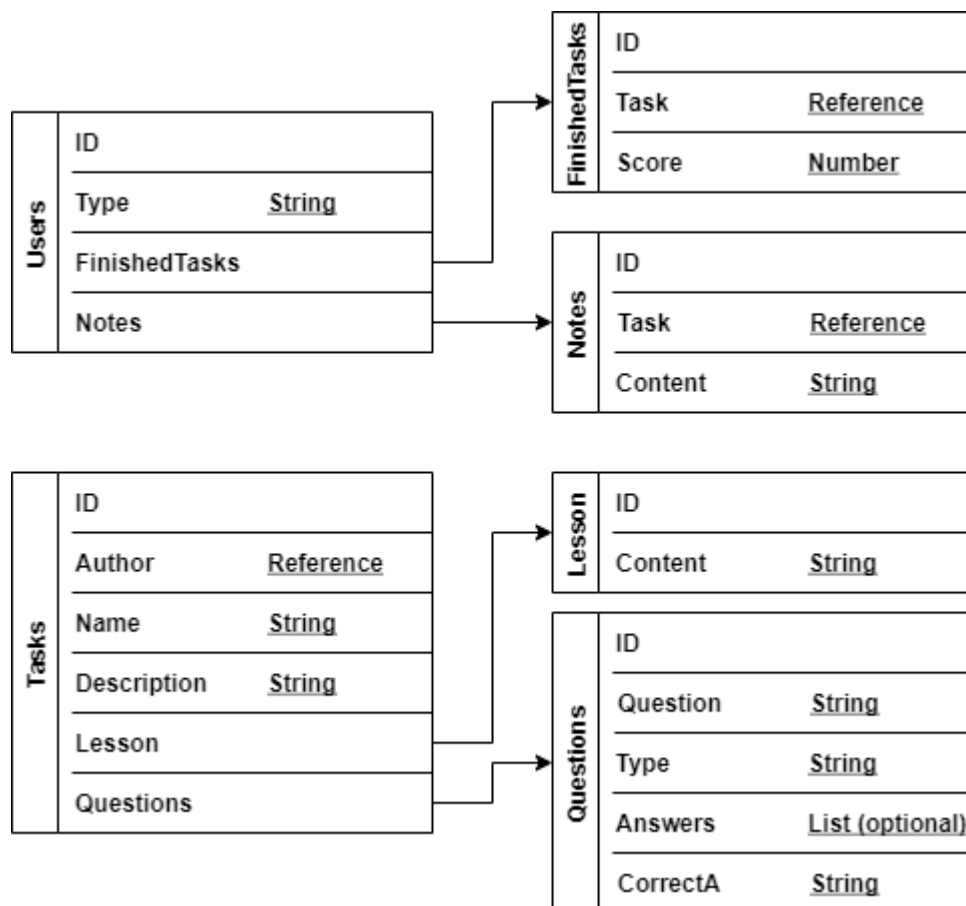 Users
ID
Type String
FinishedTasks
Notes
FinishedTasks
ID
Task Reference
Score Number
Notes
ID
Task Reference
Content String
Tasks
ID
Author Reference
Name String
Description String
Lesson
Questions
Lesson
ID
Content String
Questions
ID
Question String
Type String
Answers List (optional)
CorrectA String